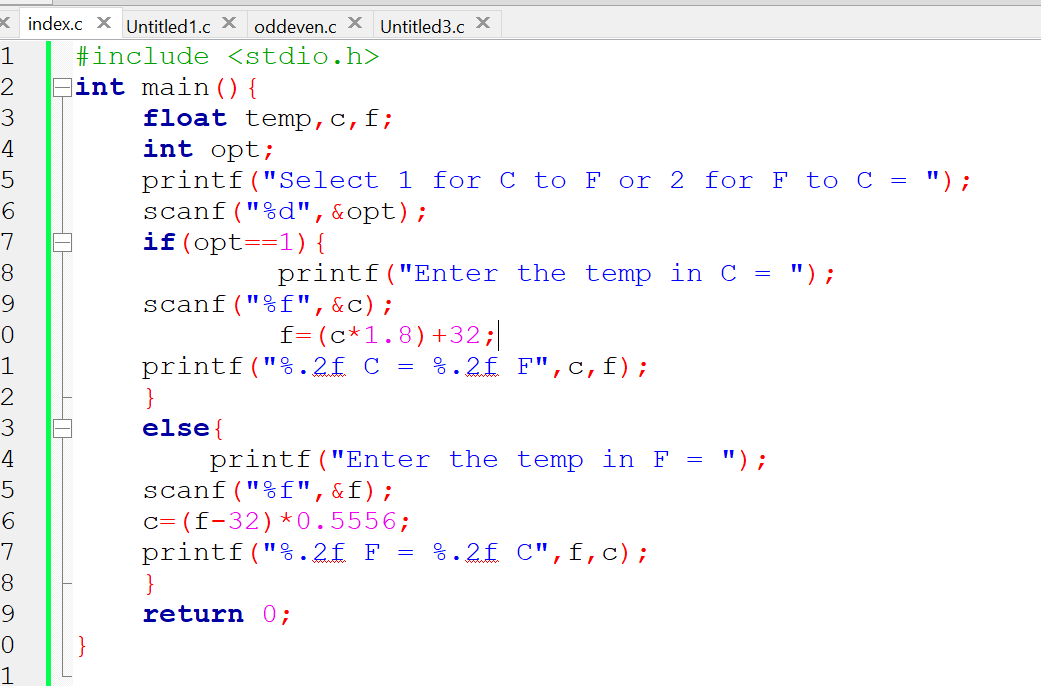 index.c Untitled1.c oddeven.c Untitled3.c
1 #include <stdio.h>
2 int main(){
3 float temp,c,f;
4 int opt;
5 printf("Select 1 for C to F or 2 for F to C = ");
6 scanf("%d",&opt);
7 if(opt==1){
8 printf("Enter the temp in C = ");
9 scanf("%f",&c);
0 f=(c*1.8)+32;
1 printf("%.2f C = %.2f F",c,f);
2 }
3 else{
4 printf("Enter the temp in F = ");
5 scanf("%f",&f);
6 c=(f-32)*0.5556;
7 printf("%.2f F = %.2f C",f,c);
8 }
9 return 0;
0 }
1